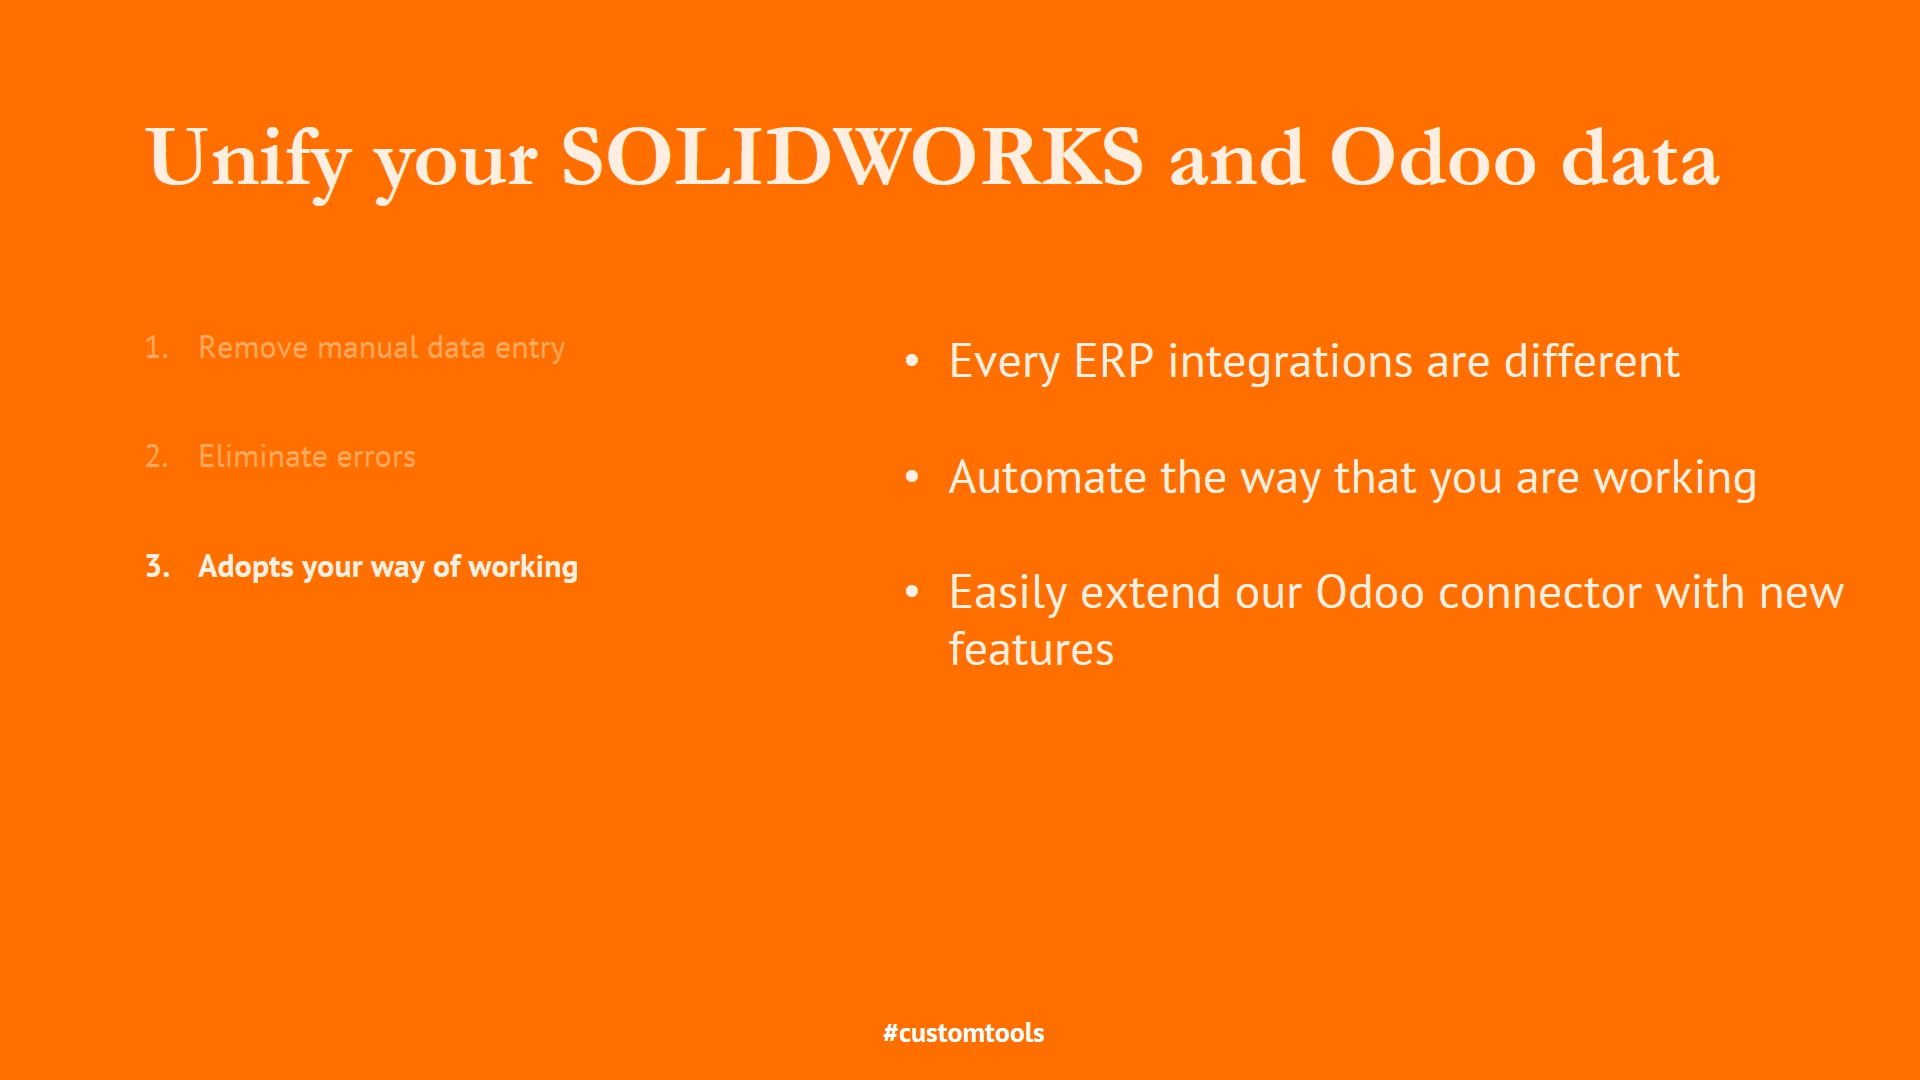 Unify your SOLIDWORKS and Odoo data
1. Remove manual data entry
2. Eliminate errors
3. Adopts your way of working
• Every ERP integrations are different
• Automate the way that you are working
• Easily extend our Odoo connector with new
features
#customtools